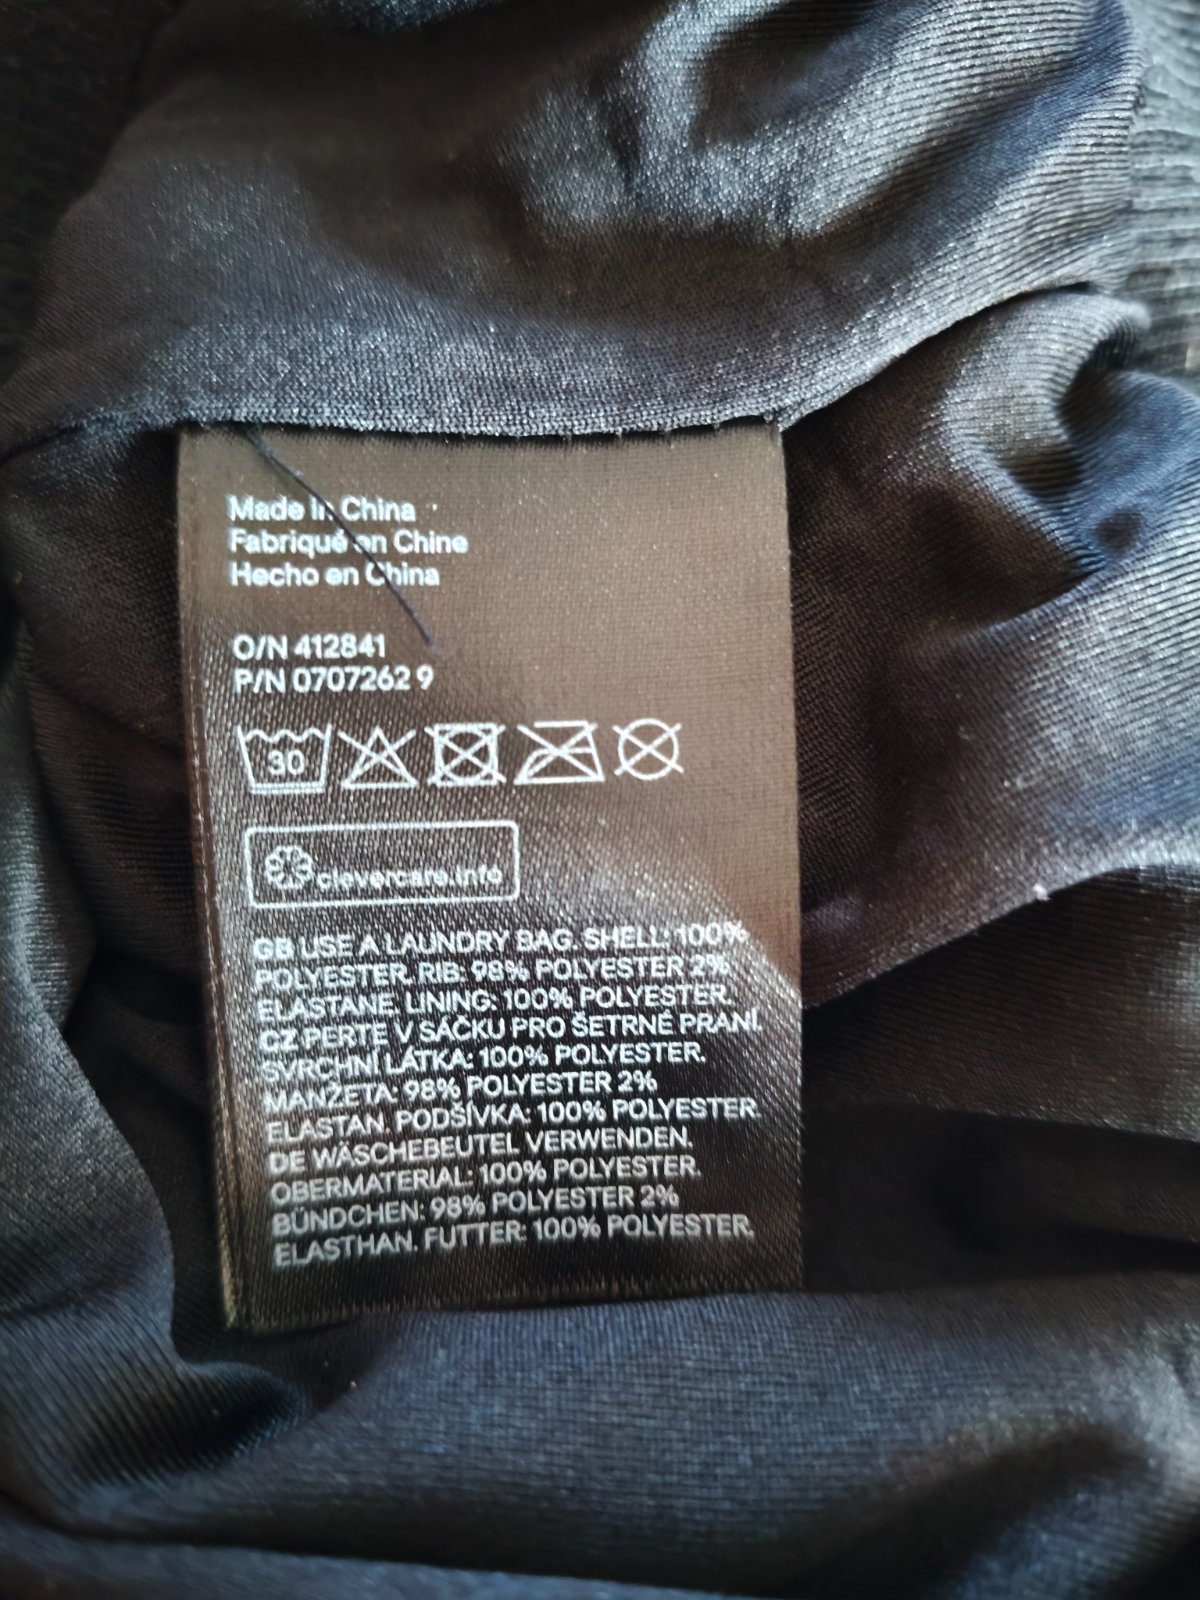 Made in China
Fabriqué en Chine
Hecho en China
O/N 412841
P/N 0707262 9
30
clevercare.info
GB USE A LAUNDRY BAG. SHELL: 100%
POLYESTER. RIB: 98% POLYESTER 2%
ELASTANE. LINING: 100% POLYESTER.
CZ PERTE V SÁČKU PRO ŠETRNÉ PRANÍ.
SVRCHNÍ LÁTKA: 100% POLYESTER.
MANŽETA: 98% POLYESTER 2%
ELASTAN. PODŠÍVKA: 100% POLYESTER.
DE WÄSCHEBEUTEL VERWENDEN.
OBERMATERIAL: 100% POLYESTER.
BÜNDCHEN: 98% POLYESTER 2%
ELASTHAN. FUTTER: 100% POLYESTER.